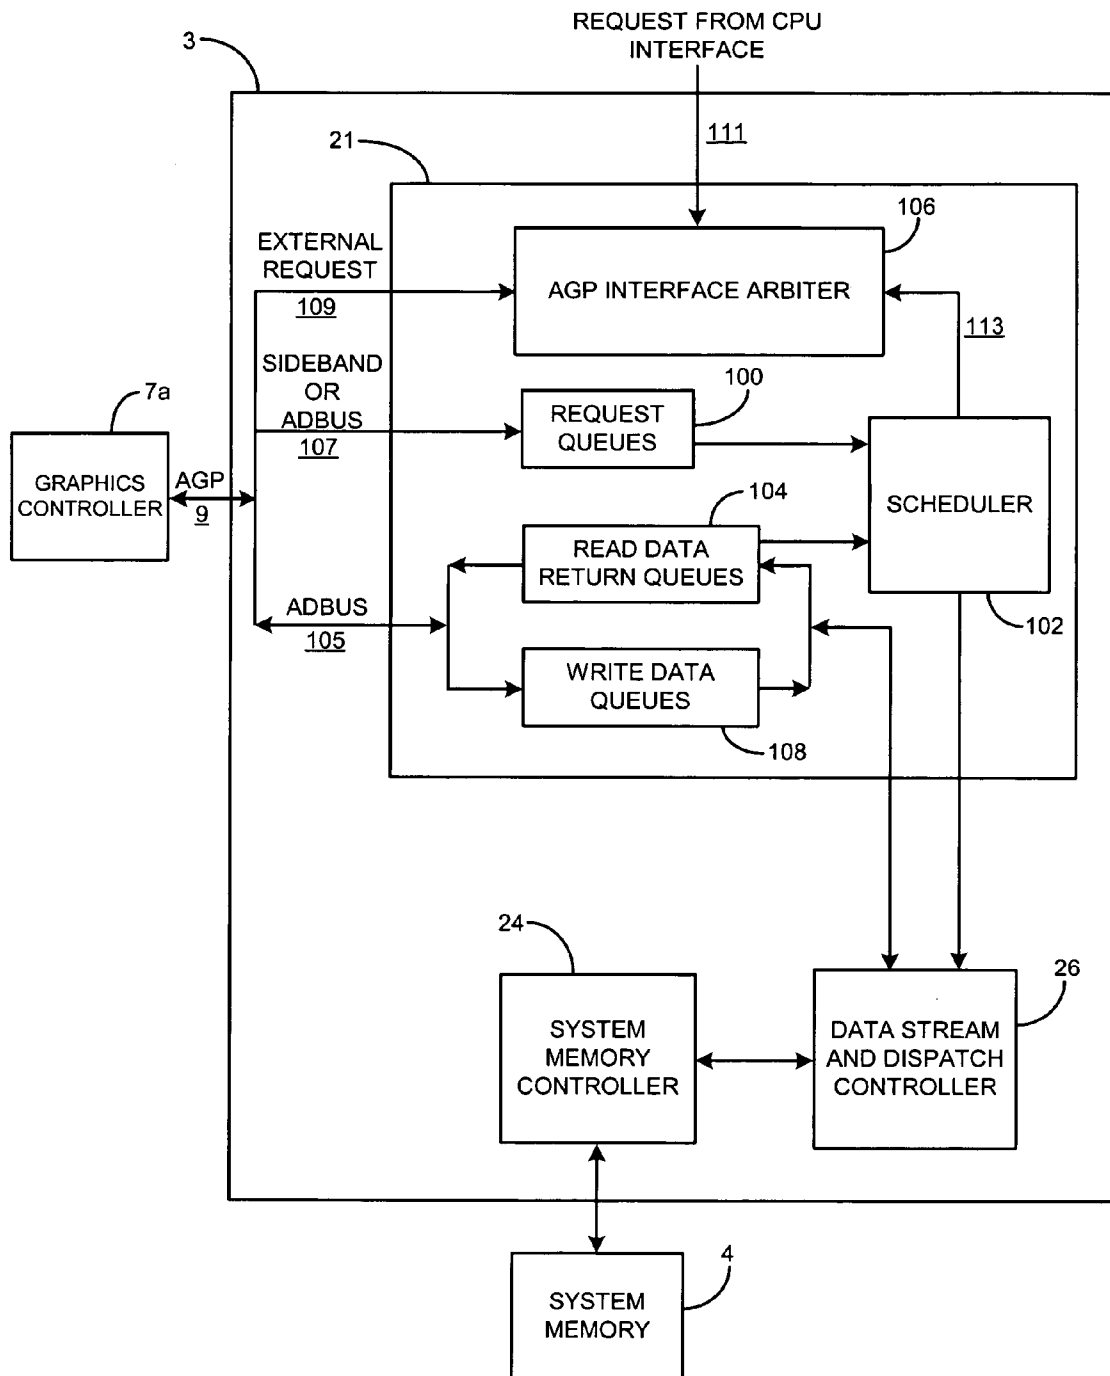 REQUEST FROM CPU
INTERFACE
3
111
21
106
EXTERNAL
REQUEST
109
AGP INTERFACE ARBITER
113
SIDEBAND
OR
ADBUS
107
100
REQUEST
QUEUES
7a
GRAPHICS
CONTROLLER
AGP
9
SCHEDULER
104
READ DATA
RETURN QUEUES
ADBUS
105
102
WRITE DATA
QUEUES
108
24
26
SYSTEM
MEMORY
CONTROLLER
DATA STREAM
AND DISPATCH
CONTROLLER
4
SYSTEM
MEMORY